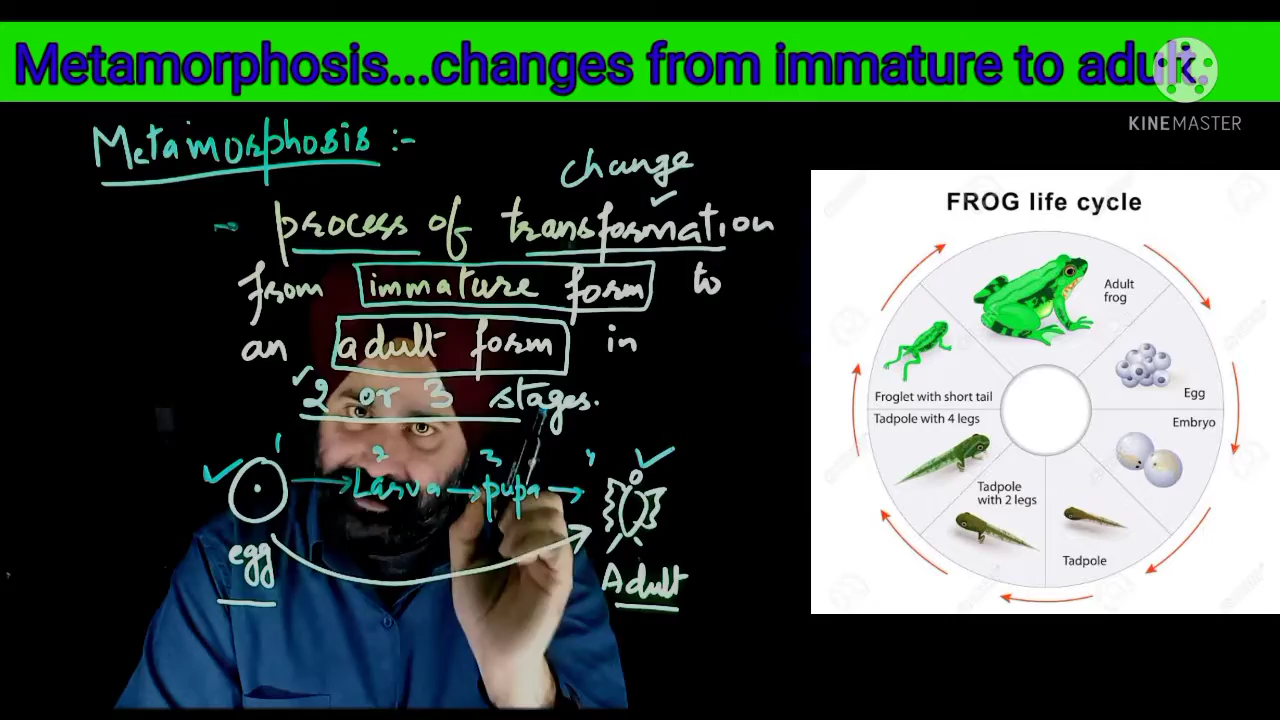 Metamorphosis...changes from immature to adult.
KINEMASTER
Metamorphosis :-
change
process of transformation
from immature form to
an adult form in
2 or 3 stages.
1 2 3 4
Larva pupa
egg
Adult
FROG life cycle
Adult
frog
Egg
Embryo
Tadpole
Tadpole
with 2 legs
Tadpole with 4 legs
Froglet with short tail